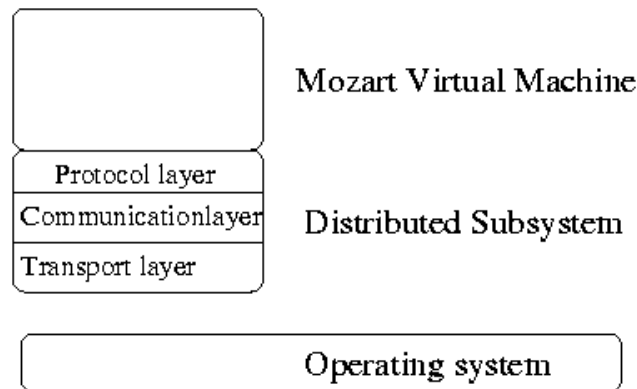 Mozart Virtual Machine
Protocol layer
Communicationlayer
Distributed Subsystem
Transport layer
Operating system